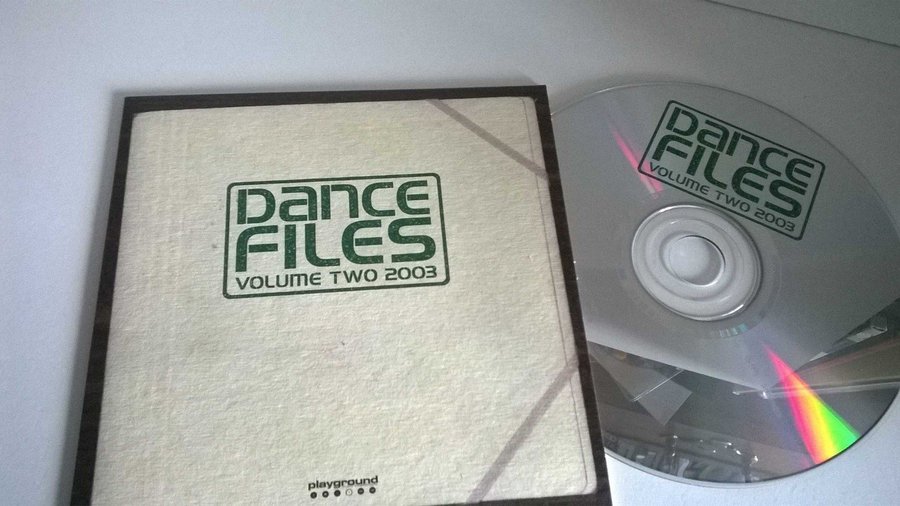 Dance
FILES
VOLUME TWO 2003
playground
Dance
FILES
VOLUME TWO 2003